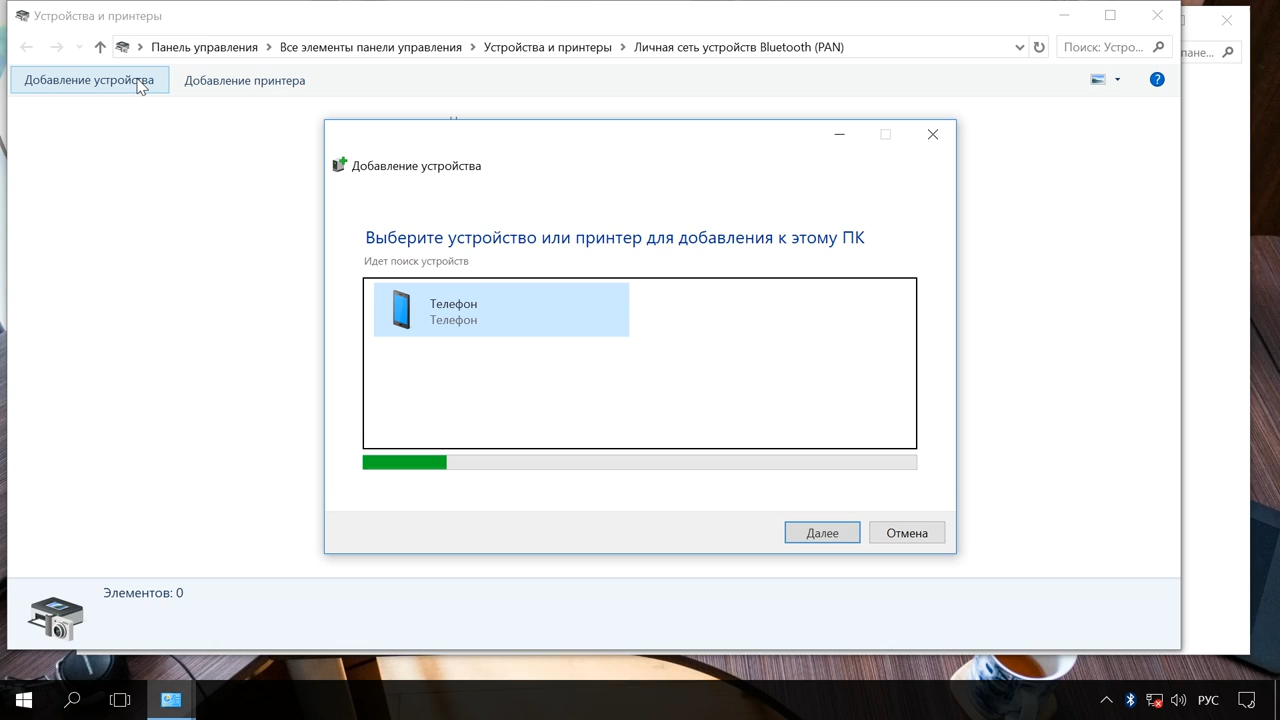 Устройства и принтеры
Панель управления
Все элементы панели управления
Устройства и принтеры
Личная сеть устройств Bluetooth (PAN)
Поиск: Устро...
пане...
Добавление устройства
Добавление принтера
?
Добавление устройства
Выберите устройство или принтер для добавления к этому ПК
Идет поиск устройств
Телефон
Телефон
Далее
Отмена
Элементов: 0
РУС